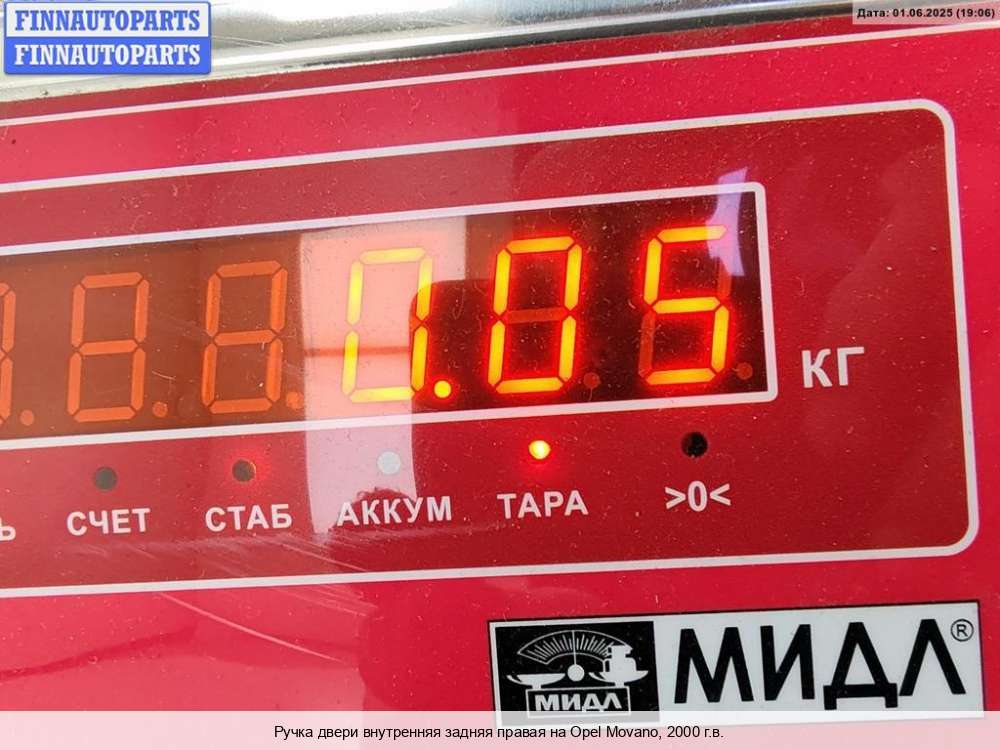 FINNAUTOPARTS
FINNAUTOPARTS
Дата: 01.06.2025 (19:06)
0.05
КГ
СЧЕТ СТАБ АККУМ ТАРА >0<
МИДЛ МИДЛ®
Ручка двери внутренняя задняя правая на Opel Movano, 2000 г.в.